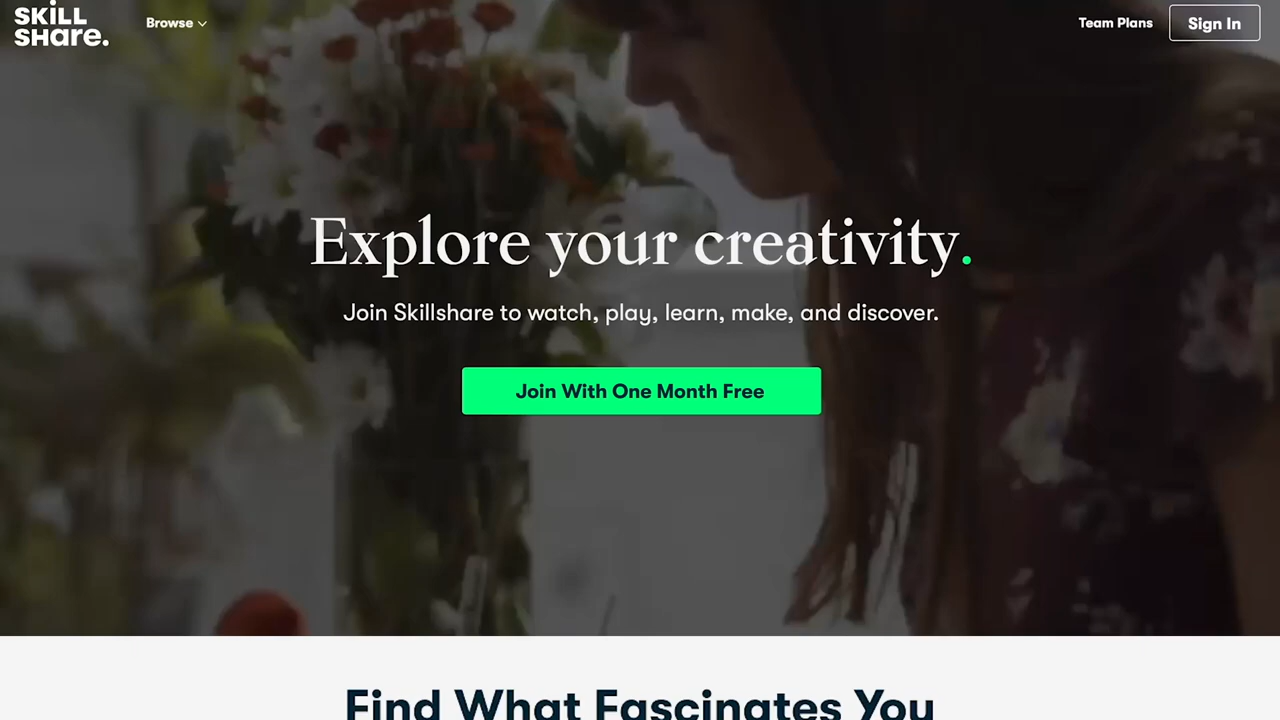 SKILL
SHare.
Browse
Team Plans
Sign In
Explore your creativity.
Join Skillshare to watch, play, learn, make, and discover.
Join With One Month Free
Find What Fascinates You